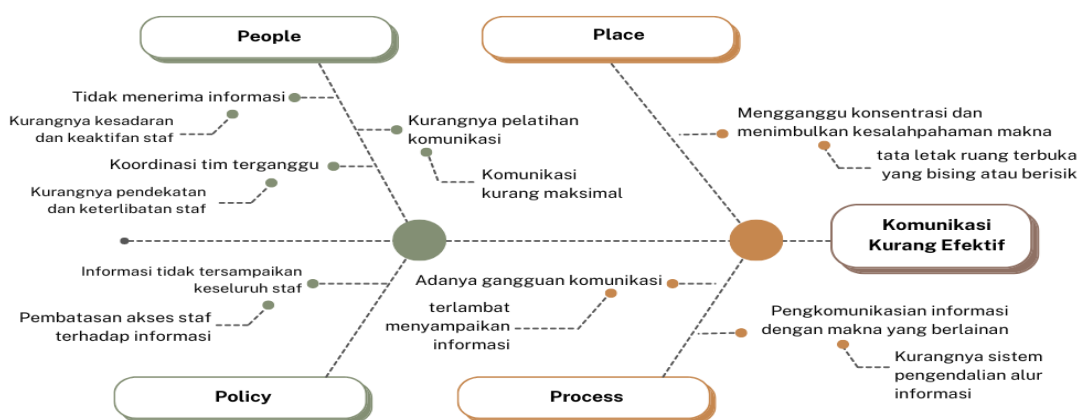 People
Place
Tidak menerima informasi
Kurangnya kesadaran
dan keaktifan staf
Kurangnya pelatihan
komunikasi
Koordinasi tim terganggu
Komunikasi
kurang maksimal
Kurangnya pendekatan
dan keterlibatan staf
Mengganggu konsentrasi dan
menimbulkan kesalahpahaman makna
tata letak ruang terbuka
yang bising atau berisik
Komunikasi
Kurang Efektif
Informasi tidak tersampaikan
keseluruh staf
Pembatasan akses staf
terhadap informasi
Adanya gangguan komunikasi
terlambat
menyampaikan
informasi
Pengkomunikasian informasi
dengan makna yang berlainan
Kurangnya sistem
pengendalian alur
informasi
Policy
Process